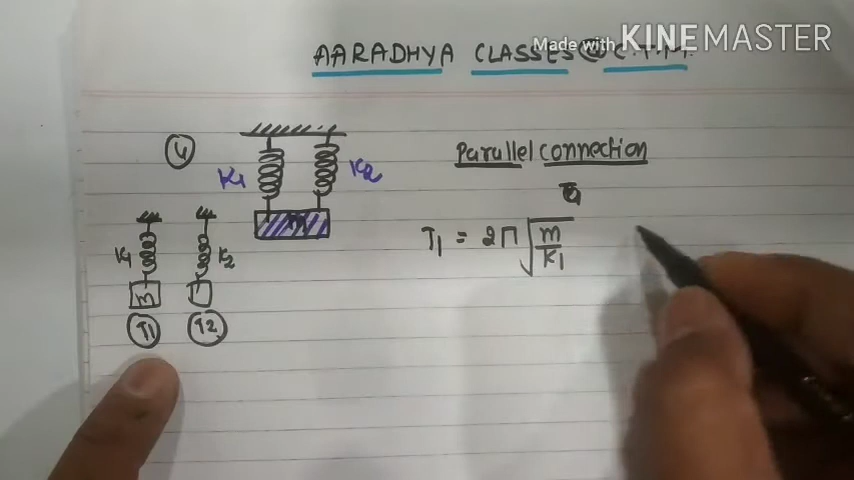 Made with KINEMASTER
AARADHYA CLASSES @ C.T.M.
4
Parallel connection
K1
K2
m
T1 = 2π√m/K1
K1
K2
m
T1
T2